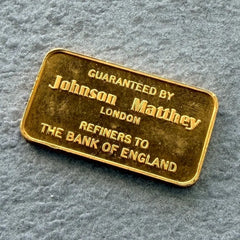 GUARANTEED BY
Johnson Matthey
LONDON
REFINERS TO
THE BANK OF ENGLAND